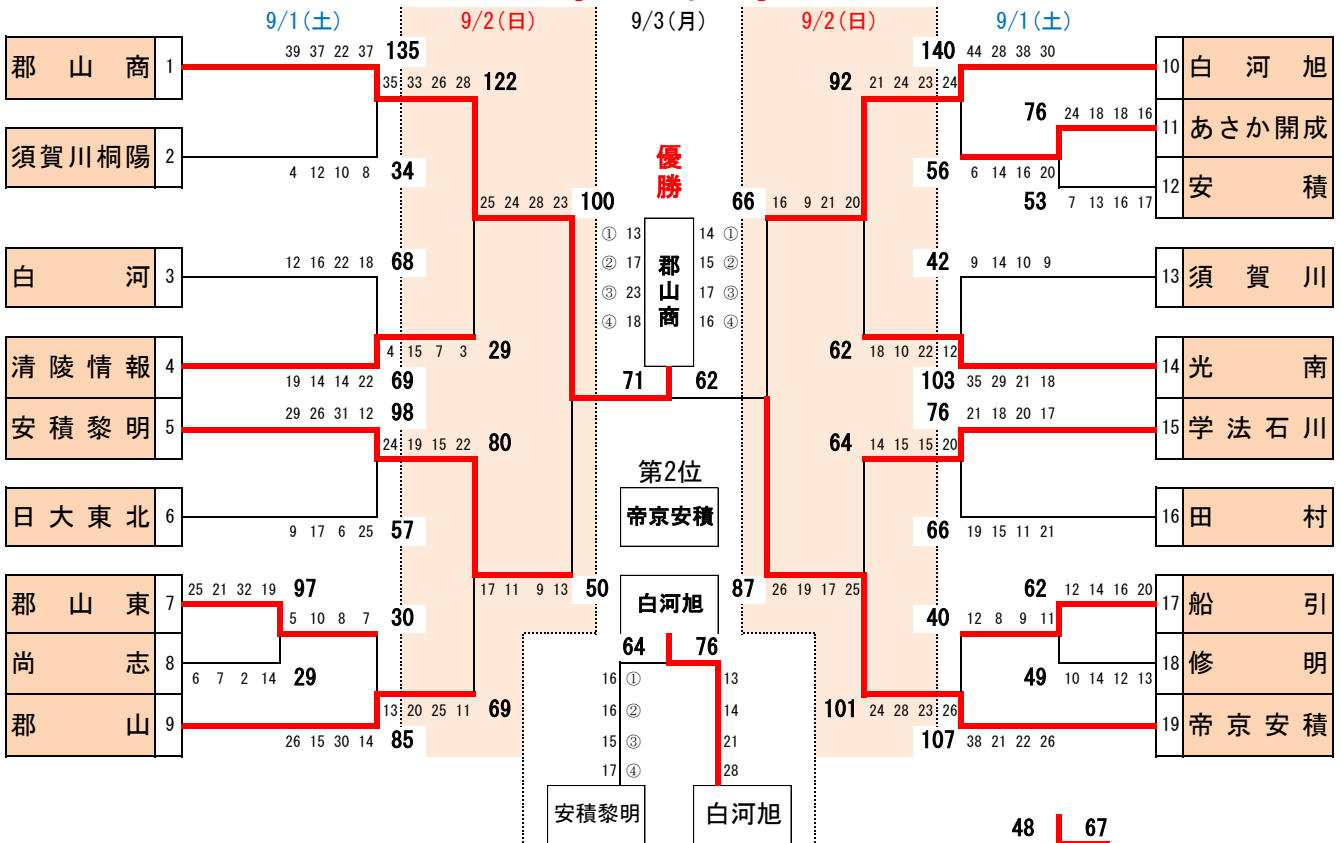 9/1(土) 9/2(日) 9/3(月) 9/2(日) 9/1(土)
郡山商 1
39 37 22 37 135
35 33 26 28 122
須賀川桐陽 2
4 12 10 8 34
25 24 28 23 100
白河 3
12 16 22 18 68
4 15 7 3 29
清陵情報 4
19 14 14 22 69
安積黎明 5
29 26 31 12 98
24 19 15 22 80
日大東北 6
9 17 6 25 57
17 11 9 13 50
郡山東 7
25 21 32 19 97
5 10 8 7 30
尚志 8
6 7 2 14 29
13 20 25 11 69
郡山 9
26 15 30 14 85
優勝
郡山商
① 13 14 ①
② 17 15 ②
③ 23 17 ③
④ 18 16 ④
71 62
第2位
帝京安積
白河旭
64 76
16 ① 13
16 ② 14
15 ③ 21
17 ④ 28
安積黎明 白河旭
140 44 28 38 30
10 白河旭
92 21 24 23 24
76 24 18 18 16
11 あさか開成
56 6 14 16 20
12 安積
53 7 13 16 17
66 16 9 21 20
42 9 14 10 9
13 須賀川
62 18 10 22 12
14 光南
103 35 29 21 18
76 21 18 20 17
15 学法石川
64 14 15 15 20
16 田村
66 19 15 11 21
87 26 19 17 25
62 12 14 16 20
17 船引
40 12 8 9 11
18 修明
49 10 14 12 13
101 24 28 23 26
19 帝京安積
107 38 21 22 26
48 67